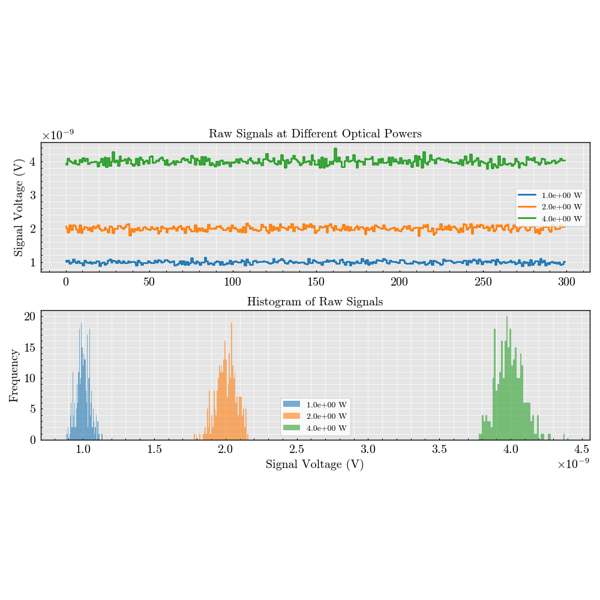 Raw Signals at Different Optical Powers
×10⁻⁹
Signal Voltage (V)
4
3
2
1
1.0e+00 W
2.0e+00 W
4.0e+00 W
0 50 100 150 200 250 300
Histogram of Raw Signals
Frequency
20
15
10
5
0
1.0e+00 W
2.0e+00 W
4.0e+00 W
1.0 1.5 2.0 2.5 3.0 3.5 4.0 4.5
Signal Voltage (V)
×10⁻⁹